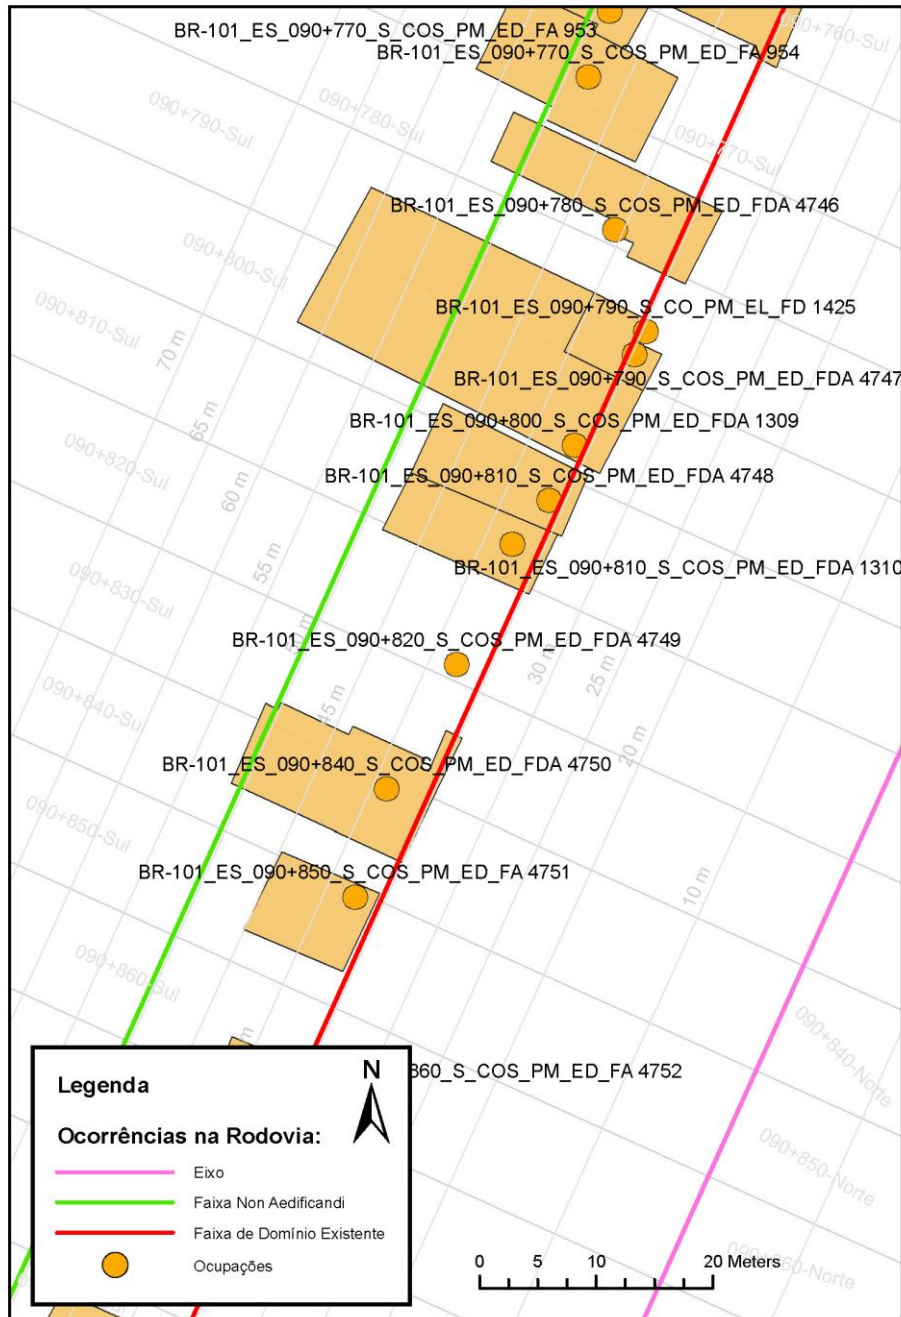 BR-101_ES_090+770_S_COS_PM_ED_FA 953
090+760-Sul
BR-101_ES_090+770_S_COS_PM_ED_FA 954
090+790-Sul
090+780-Sul
090+770-Sul
BR-101_ES_090+780_S_COS_PM_ED_FDA 4746
090+800-Sul
090+810-Sul
BR-101_ES_090+790_S_CO_PM_EL_FD 1425
70 m
BR-101_ES_090+790_S_COS_PM_ED_FDA 4747
65 m
BR-101_ES_090+800_S_COS_PM_ED_FDA 1309
090+820-Sul
60 m
BR-101_ES_090+810_S_COS_PM_ED_FDA 4748
55 m
BR-101_ES_090+810_S_COS_PM_ED_FDA 1310
090+830-Sul
BR-101_ES_090+820_S_COS_PM_ED_FDA 4749
30 m
25 m
090+840-Su
45 m
20 m
BR-101_ES_090+840_S_COS_PM_ED_FDA 4750
090+850-Sul
BR-101_ES_090+850_S_COS_PM_ED_FA 4751
10 m
090+860-Sul
090+840-Norte
860_S_COS_PM_ED_FA 4752
090+850-Norte
090+860-Norte
Legenda
N
Ocorrências na Rodovia:
Eixo
Faixa Non Aedificandi
Faixa de Domínio Existente
Ocupações
0 5 10 20 Meters